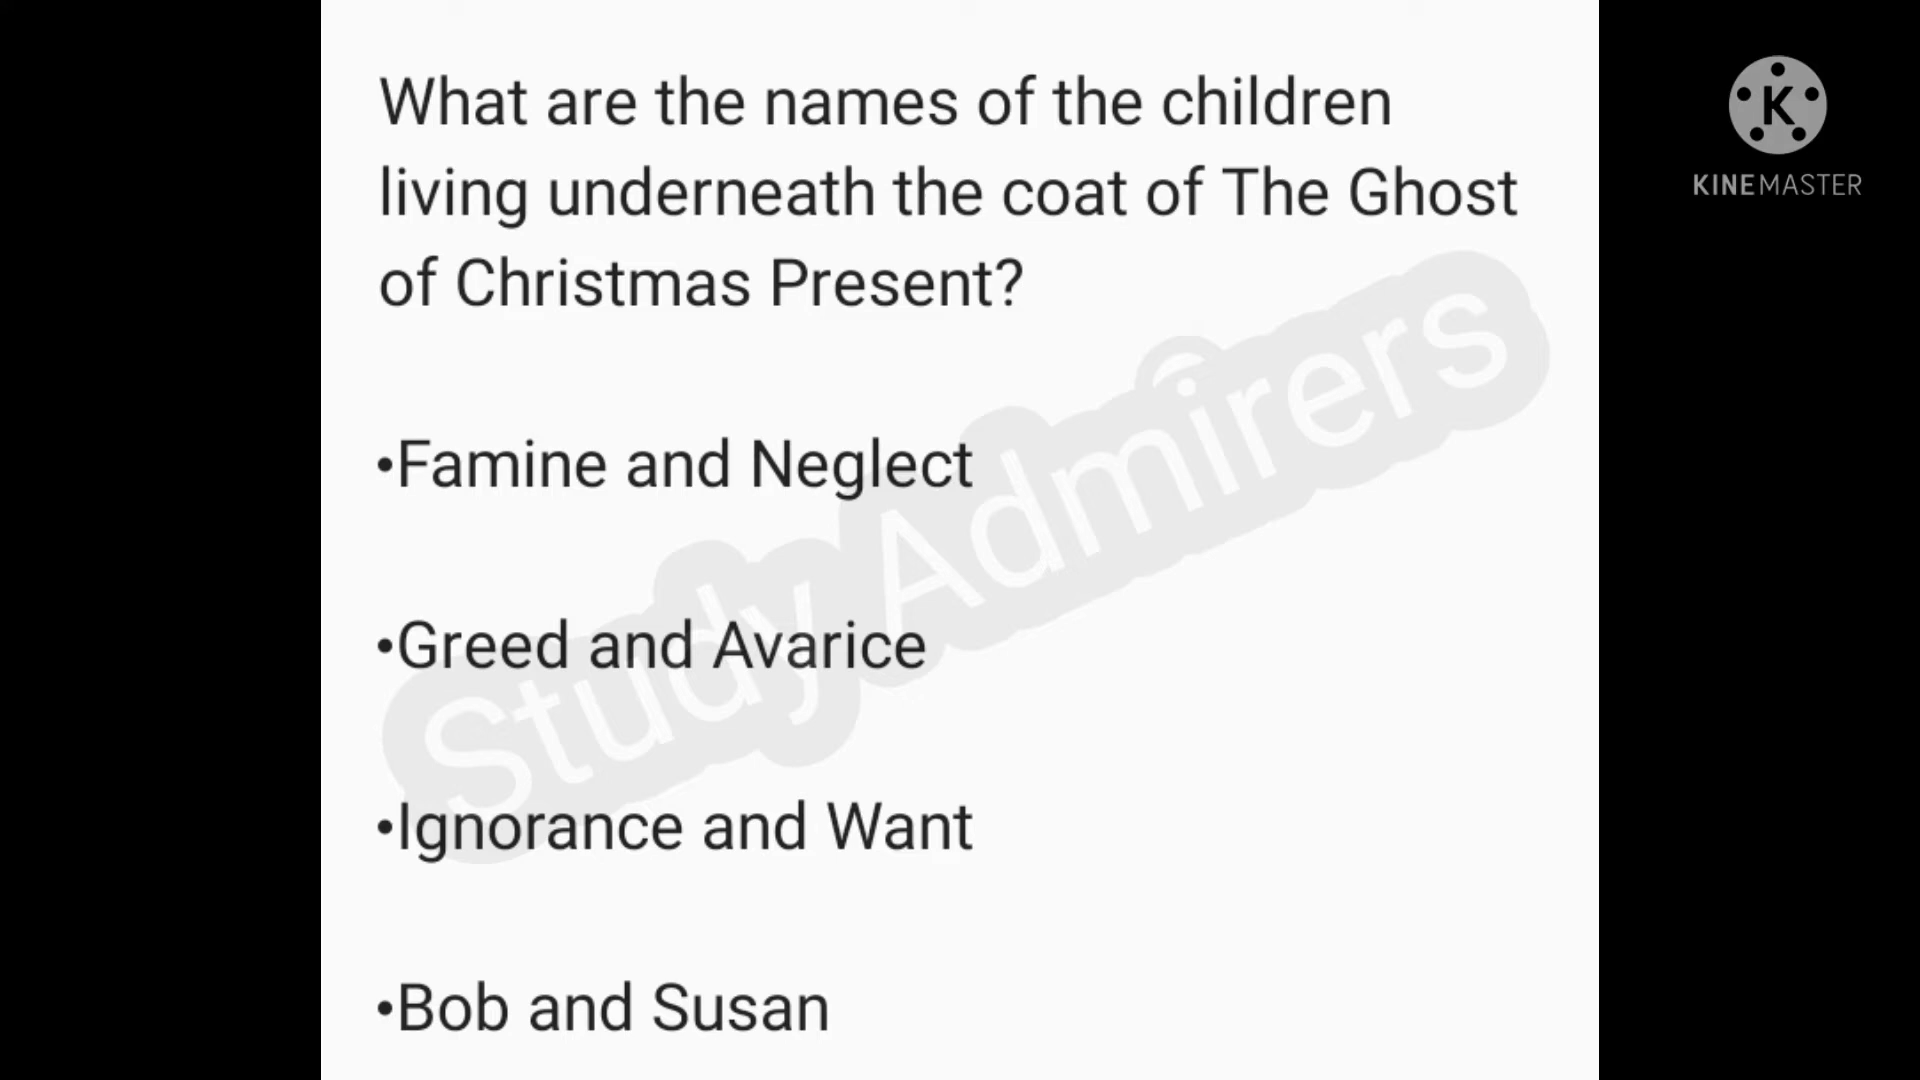 What are the names of the children
living underneath the coat of The Ghost
of Christmas Present?
•Famine and Neglect
•Greed and Avarice
•Ignorance and Want
•Bob and Susan
Study Admirers
K
KINEMASTER